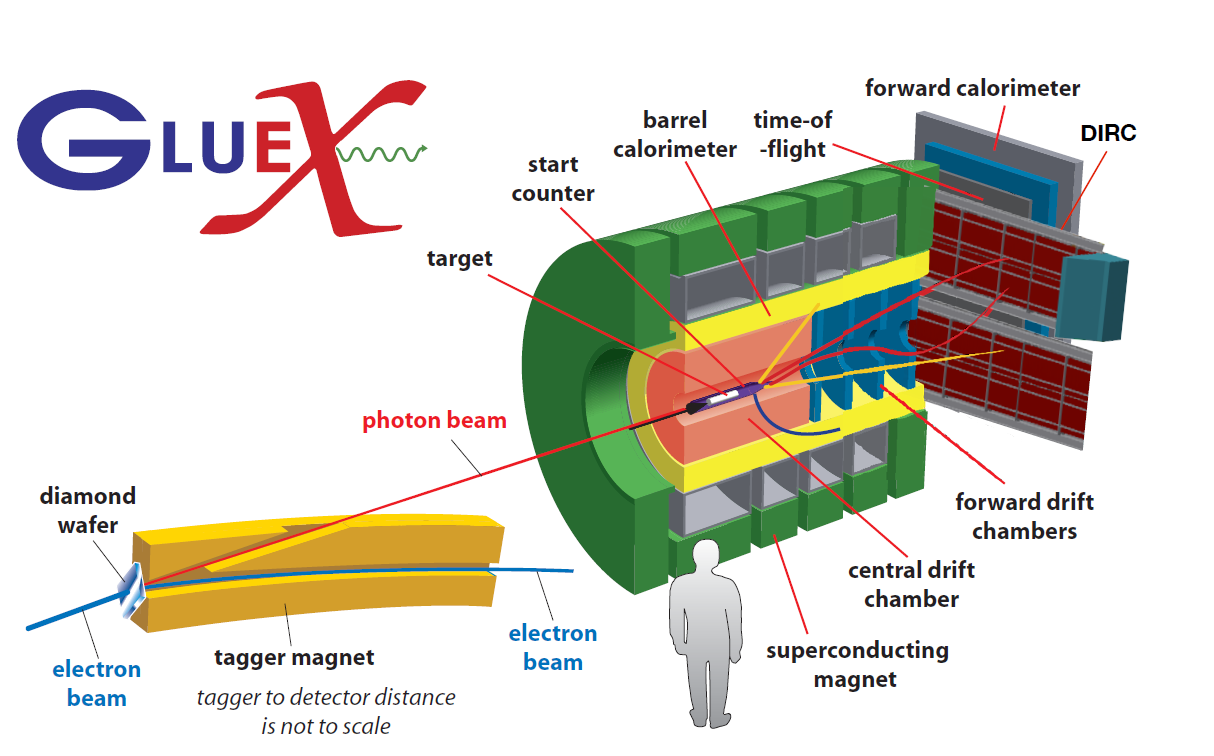 GLUEX
forward calorimeter
DIRC
barrel
calorimeter
time-of
-flight
start
counter
target
photon beam
diamond
wafer
forward drift
chambers
central drift
chamber
superconducting
magnet
electron
beam
tagger magnet
electron
beam
tagger to detector distance
is not to scale